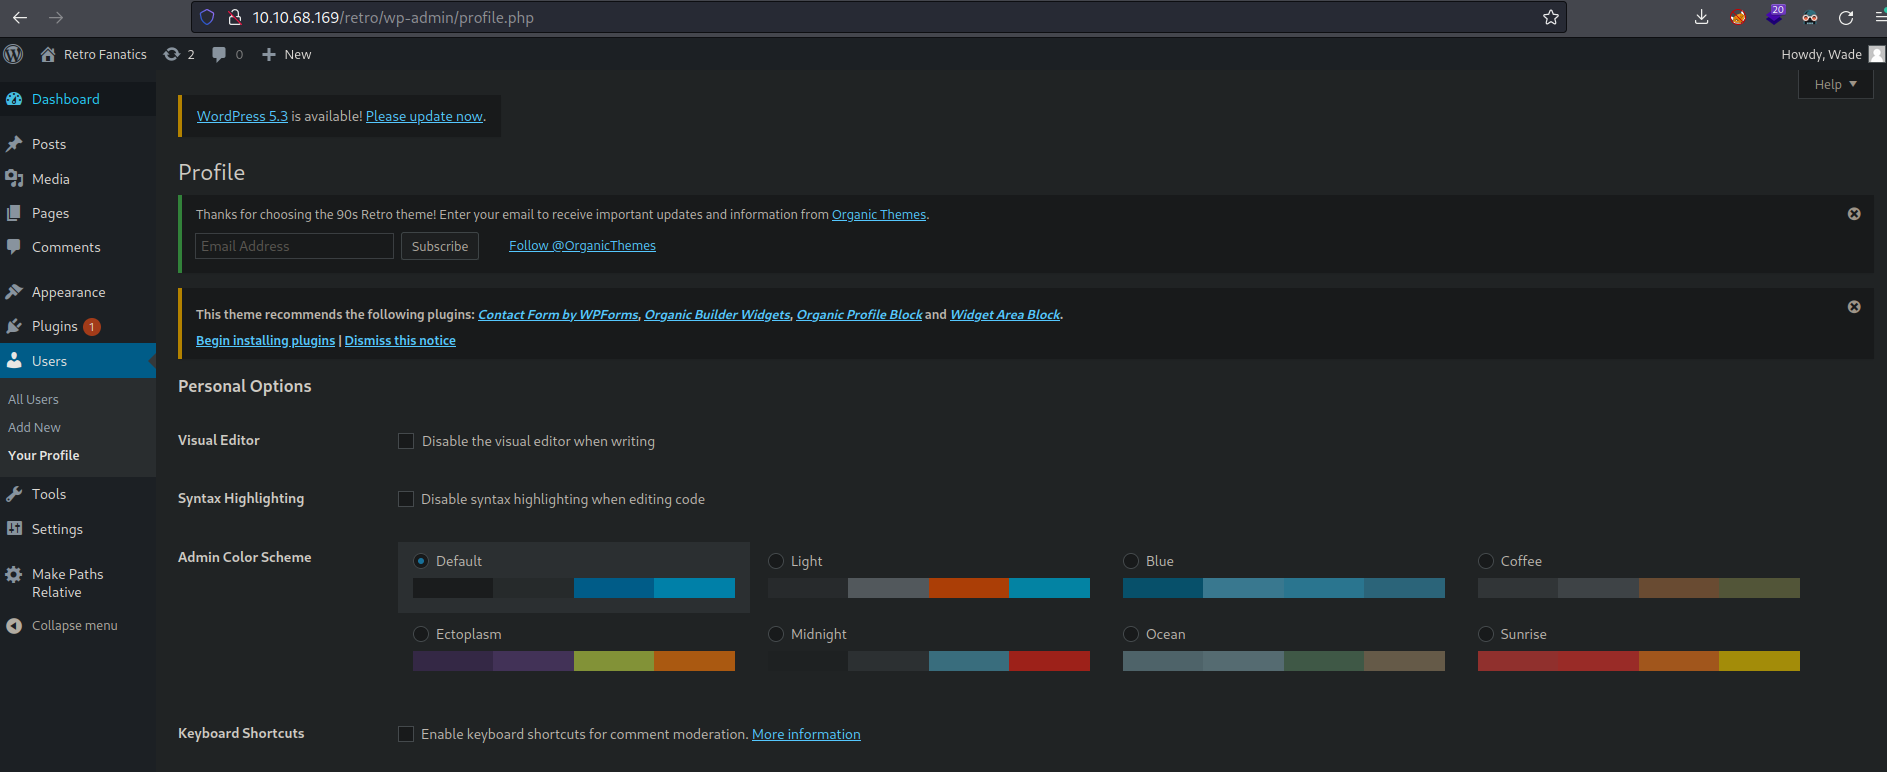 10.10.68.169/retro/wp-admin/profile.php
20
Retro Fanatics 2 0 New
Howdy, Wade
Help
Dashboard
Posts
Media
Pages
Comments
Appearance
Plugins 1
Users
All Users
Add New
Your Profile
Tools
Settings
Make Paths
Relative
Collapse menu
WordPress 5.3 is available! Please update now.
Profile
Thanks for choosing the 90s Retro theme! Enter your email to receive important updates and information from Organic Themes.
Email Address Subscribe Follow @OrganicThemes
This theme recommends the following plugins: Contact Form by WPForms, Organic Builder Widgets, Organic Profile Block and Widget Area Block.
Begin installing plugins | Dismiss this notice
Personal Options
Visual Editor Disable the visual editor when writing
Syntax Highlighting Disable syntax highlighting when editing code
Admin Color Scheme Default Light Blue Coffee
Ectoplasm Midnight Ocean Sunrise
Keyboard Shortcuts Enable keyboard shortcuts for comment moderation. More information